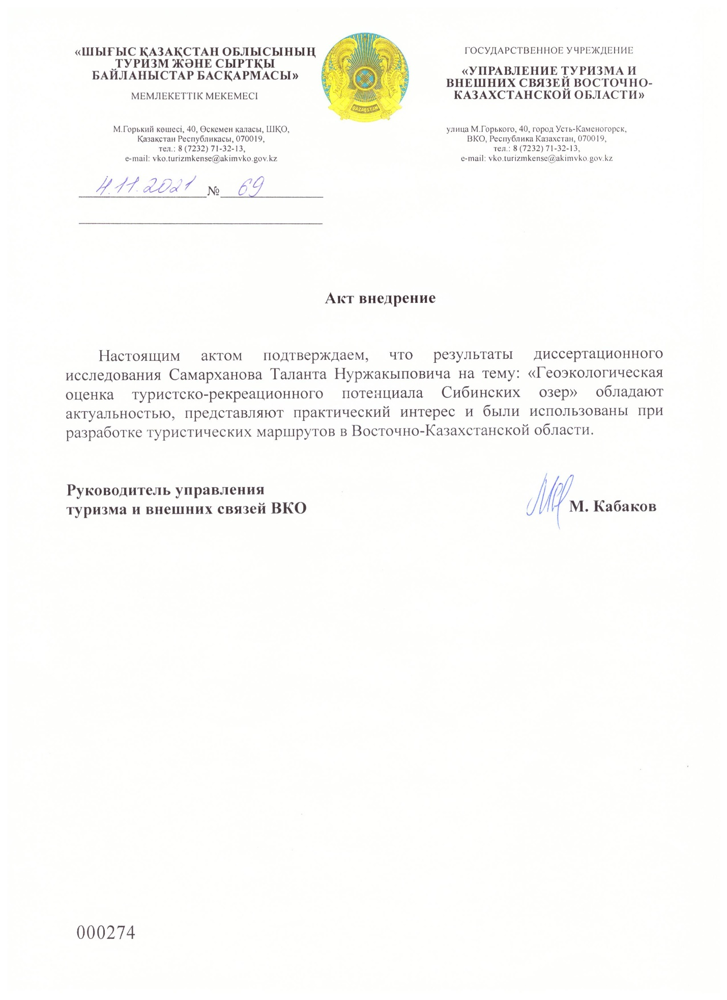 «ШЫҒЫС ҚАЗАҚСТАН ОБЛЫСЫНЫҢ
ТУРИЗМ ЖӘНЕ СЫРТҚЫ
БАЙЛАНЫСТАР БАСҚАРМАСЫ»
МЕМЛЕКЕТТІК МЕКЕМЕСІ
М.Горький көшесі, 40, Өскемен қаласы, ШҚО,
Қазақстан Республикасы, 070019,
тел.: 8 (7232) 71-32-13,
e-mail: vko.turizmkense@akimvko.gov.kz
QAZAQSTAN
ГОСУДАРСТВЕННОЕ УЧРЕЖДЕНИЕ
«УПРАВЛЕНИЕ ТУРИЗМА И
ВНЕШНИХ СВЯЗЕЙ ВОСТОЧНО-
КАЗАХСТАНСКОЙ ОБЛАСТИ»
улица М.Горького, 40, город Усть-Каменогорск,
ВКО, Республика Казахстан, 070019,
тел.: 8 (7232) 71-32-13,
e-mail: vko.turizmkense@akimvko.gov.kz
4.11.2021 № 69
Акт внедрение
Настоящим актом подтверждаем, что результаты диссертационного
исследования Самарханова Таланта Нуржакыповича на тему: «Геоэкологическая
оценка туристско-рекреационного потенциала Сибинских озер» обладают
актуальностью, представляют практический интерес и были использованы при
разработке туристических маршрутов в Восточно-Казахстанской области.
Руководитель управления
туризма и внешних связей ВКО М. Кабаков
000274